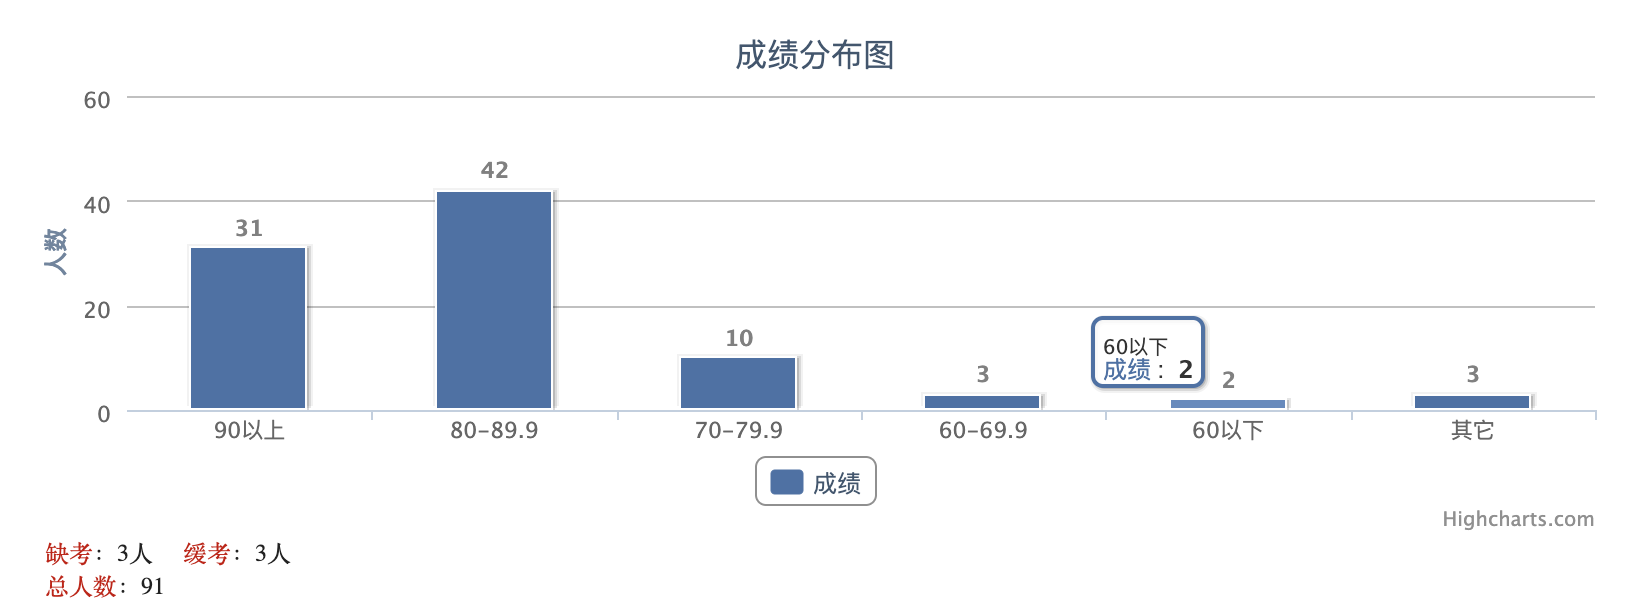 成绩分布图
60
40
20
0
人数
31
42
10
3
2
3
60以下
成绩： 2
90以上
80-89.9
70-79.9
60-69.9
60以下
其它
成绩
Highcharts.com
缺考：3人 缓考：3人
总人数：91